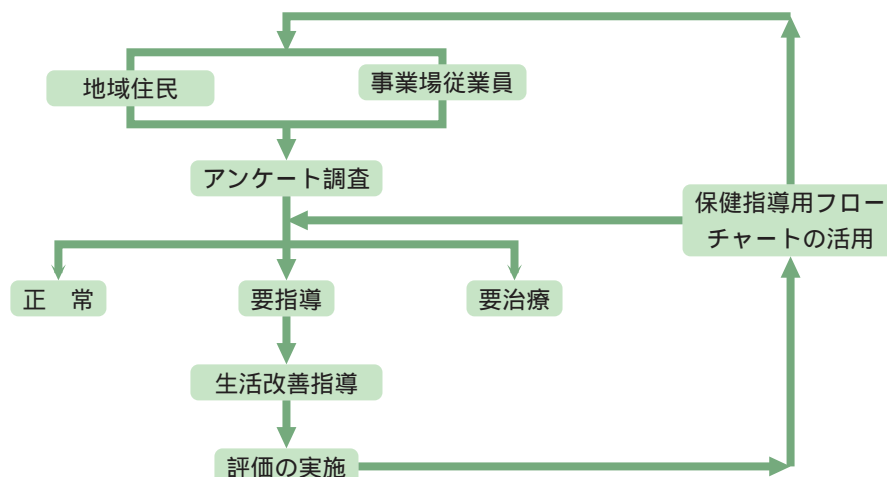 地域住民
事業場従業員
アンケート調査
保健指導用フロー
チャートの活用
正　常
要指導
要治療
生活改善指導
評価の実施